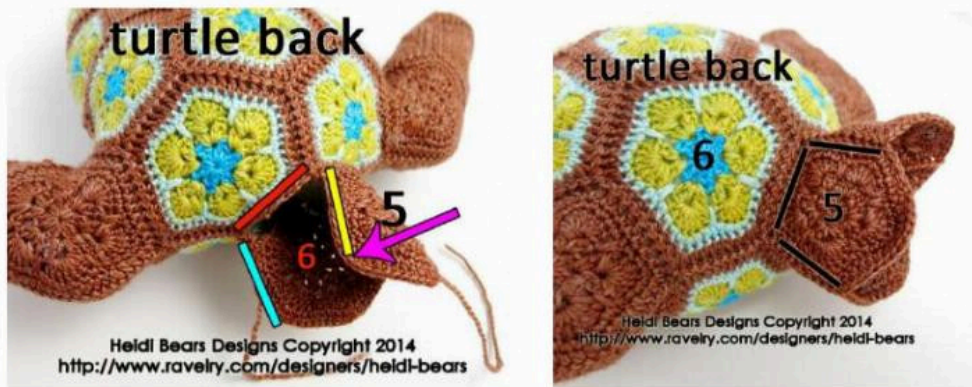 turtle back
5
6
Heidi Bears Designs Copyright 2014
http://www.ravelry.com/designers/heidi-bears
turtle back
6
5
Heidi Bears Designs Copyright 2014
http://www.ravelry.com/designers/heidi-bears